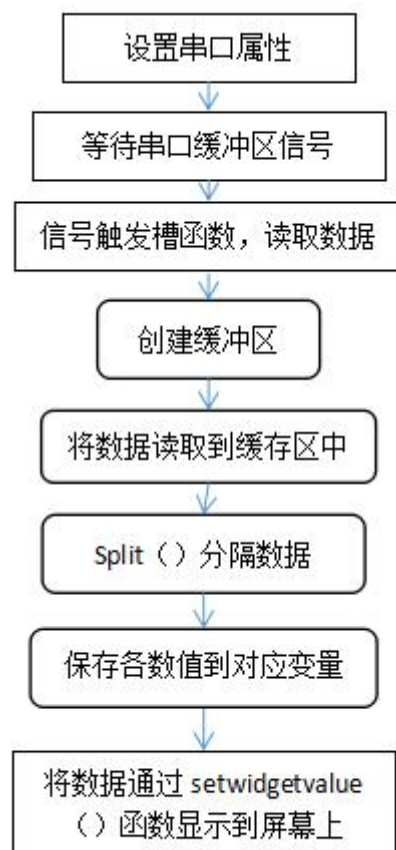 设置串口属性
等待串口缓冲区信号
信号触发槽函数，读取数据
创建缓冲区
将数据读取到缓存区中
Split（）分隔数据
保存各数值到对应变量
将数据通过 setwidgetvalue
（）函数显示到屏幕上